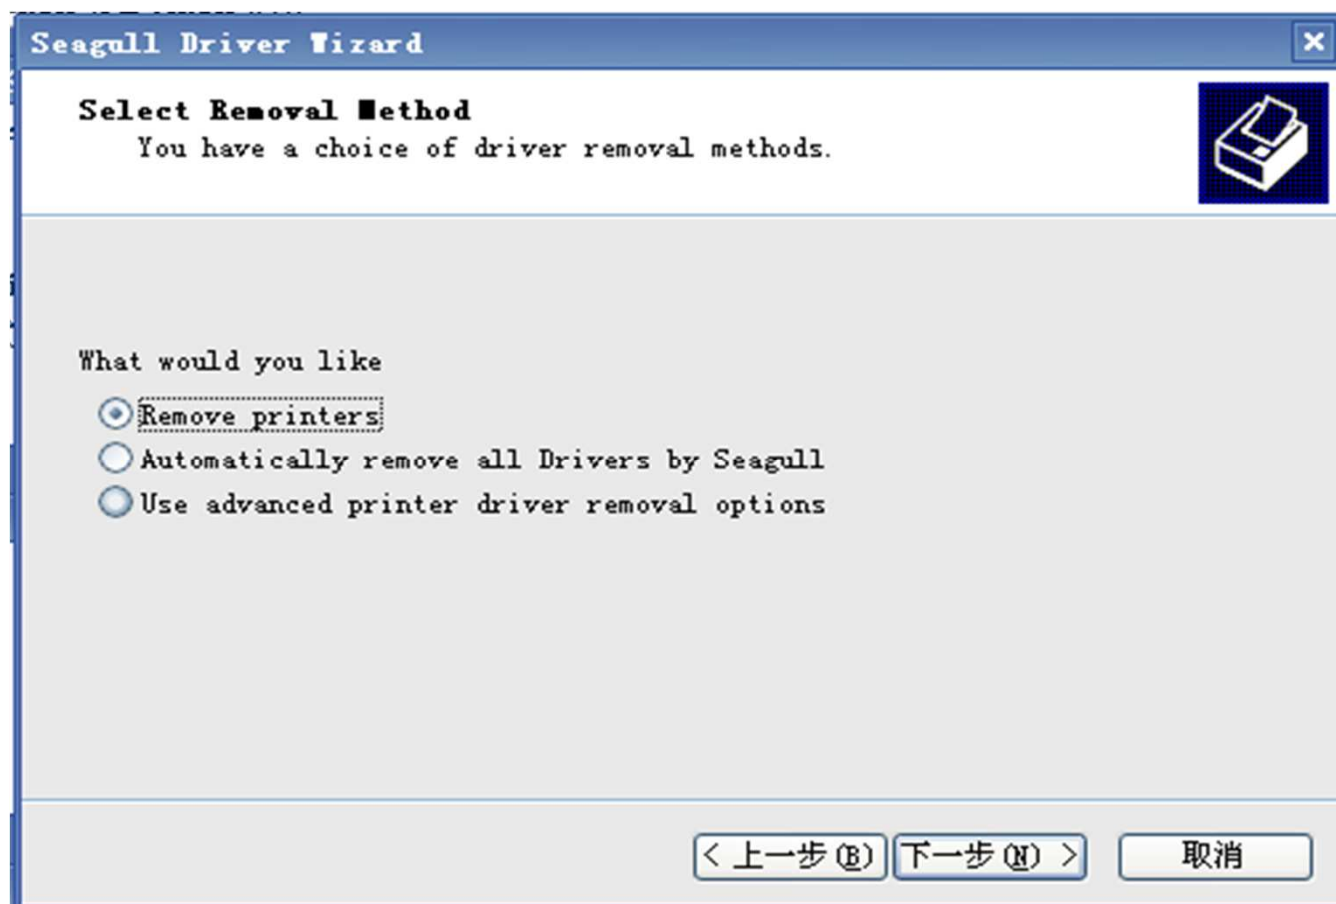 Seagull Driver Wizard
Select Removal Method
You have a choice of driver removal methods.
What would you like
Remove printers
Automatically remove all Drivers by Seagull
Use advanced printer driver removal options
< 上一步(B) 下一步(N) > 取消